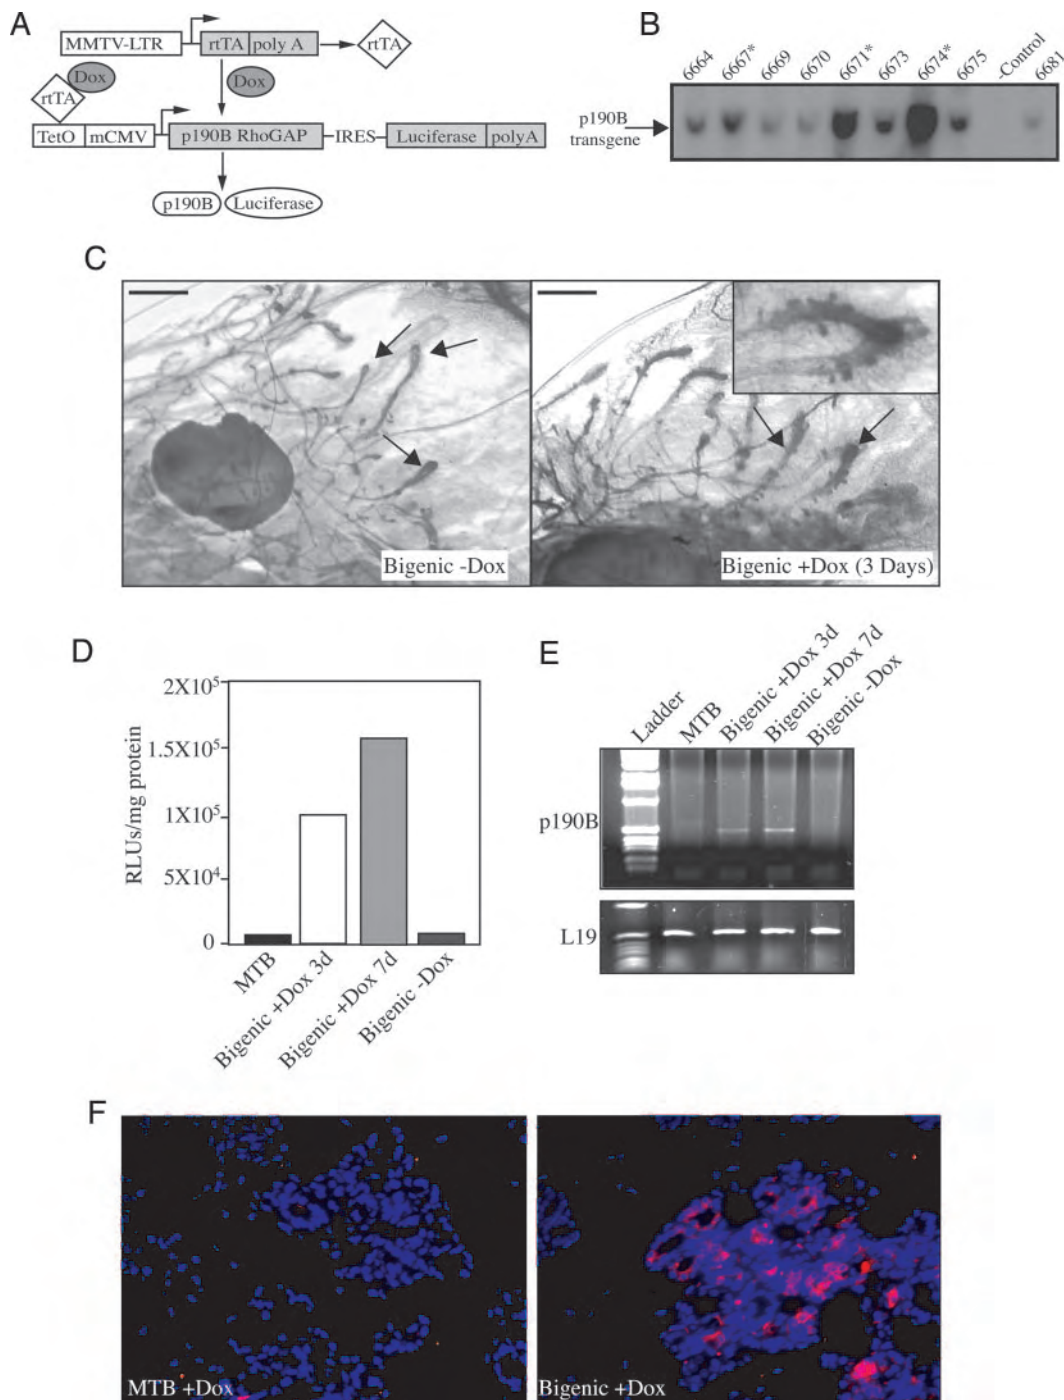 A
MMTV-LTR rtTA poly A rtTA
Dox Dox
rtTA
TetO mCMV p190B RhoGAP IRES Luciferase polyA
p190B Luciferase
B
6664 6667* 6669 6670 6671* 6673 6674* 6675 -Control 6681
p190B
transgene
C
Bigenic -Dox
Bigenic +Dox (3 Days)
D
RLUs/mg protein
2X10⁵
1.5X10⁵
1X10⁵
5X10⁴
0
MTB
Bigenic +Dox 3d
Bigenic +Dox 7d
Bigenic -Dox
E
Ladder
MTB
Bigenic +Dox 3d
Bigenic +Dox 7d
Bigenic -Dox
p190B
L19
F
MTB +Dox
Bigenic +Dox